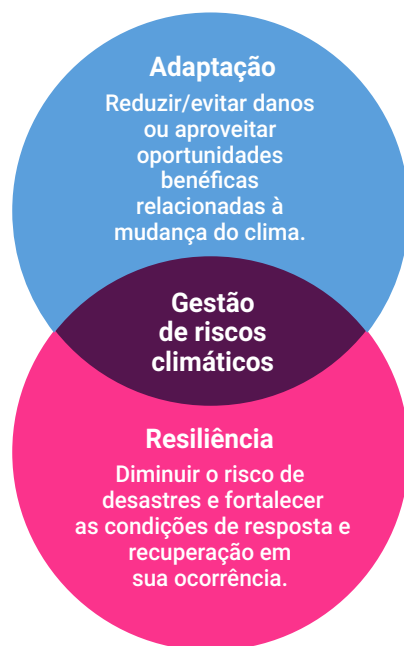 Adaptação
Reduzir/evitar danos
ou aproveitar
oportunidades
benéficas
relacionadas à
mudança do clima.
Gestão
de riscos
climáticos
Resiliência
Diminuir o risco de
desastres e fortalecer
as condições de resposta e
recuperação em
sua ocorrência.